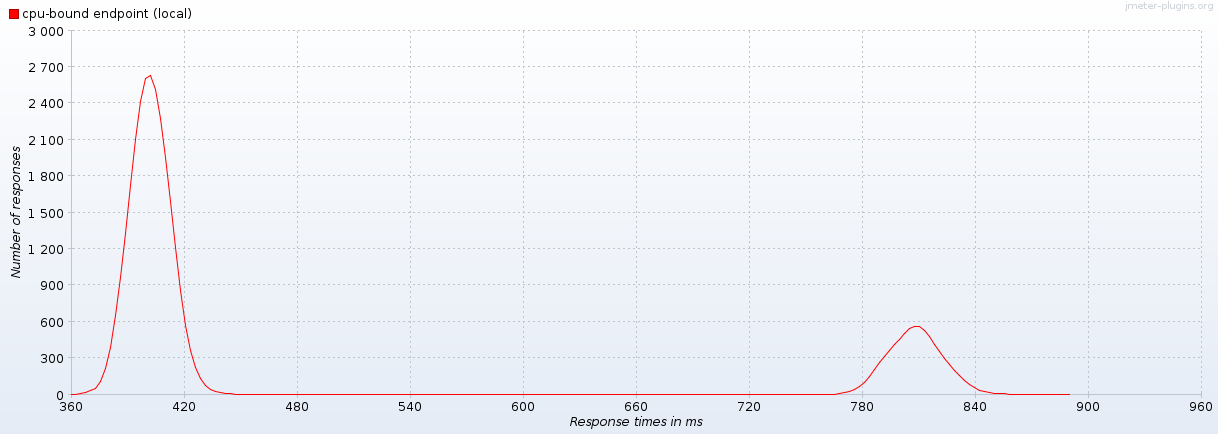 cpu-bound endpoint (local)
jmeter-plugins.org
3 000
2 700
2 400
2 100
1 800
1 500
1 200
900
600
300
0
Number of responses
360 420 480 540 600 660 720 780 840 900 960
Response times in ms